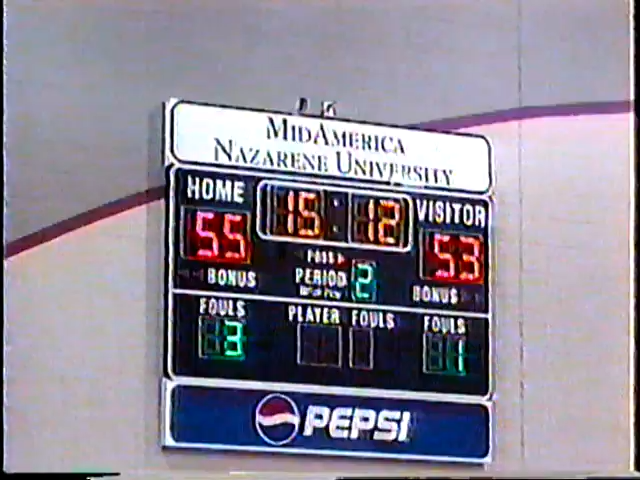 MIDAMERICA
NAZARENE UNIVERSITY
HOME 15:12 VISITOR
55 53
POSS
BONUS PERIOD 2 BONUS
FOULS PLAYER FOULS FOULS
3 1
PEPSI